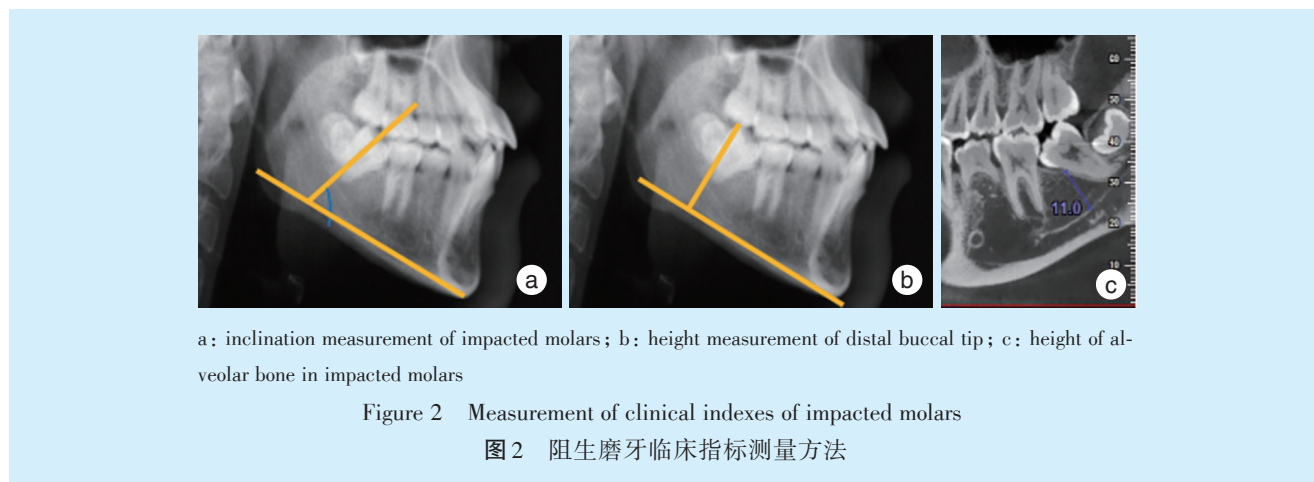 a
b
c
60
50
40
30
20
10
11.0
a: inclination measurement of impacted molars; b: height measurement of distal buccal tip; c: height of al-
veolar bone in impacted molars
Figure 2 Measurement of clinical indexes of impacted molars
图2 阻生磨牙临床指标测量方法